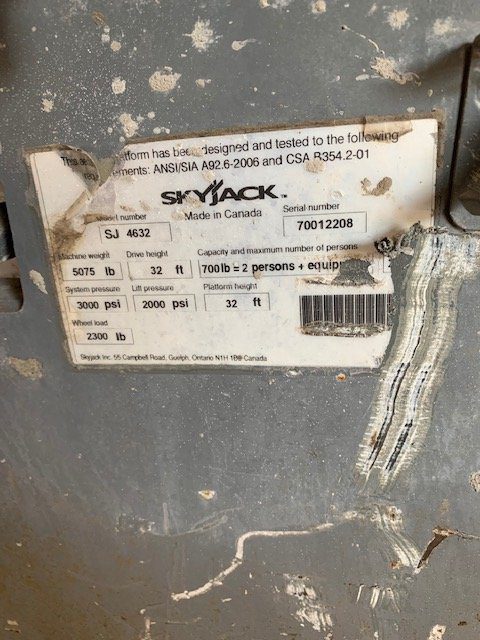 This tform has been designed and tested to the following
ements: ANSI/SIA A92.6-2006 and CSA B354.2-01
SKYJACK
Made in Canada
Model number
SJ 4632
Serial number
70012208
Machine weight
5075 lb
Drive height
32 ft
Capacity and maximum number of persons
700 lb = 2 persons + equip
System pressure
3000 psi
Lift pressure
2000 psi
Platform height
32 ft
Wheel load
2300 lb
Skyjack Inc. 55 Campbell Road, Guelph, Ontario N1H 1B9 Canada